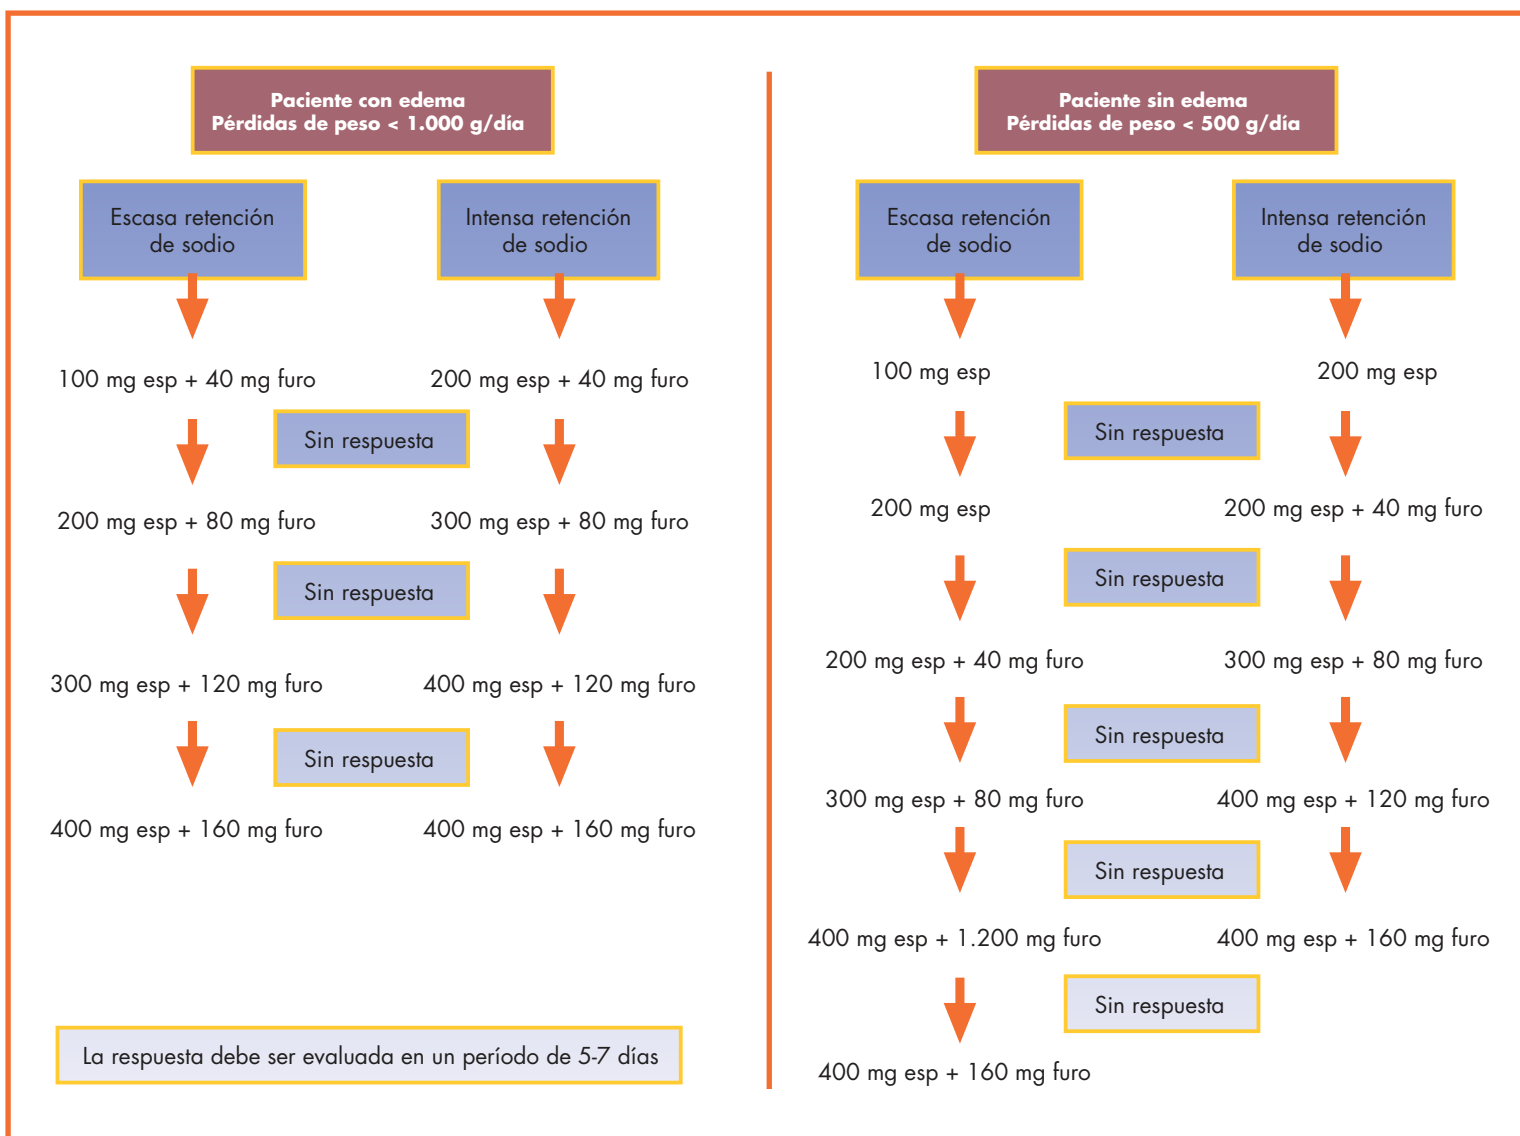 Paciente con edema
Pérdidas de peso < 1.000 g/día
Escasa retención
de sodio
Intensa retención
de sodio
100 mg esp + 40 mg furo
200 mg esp + 40 mg furo
Sin respuesta
200 mg esp + 80 mg furo
300 mg esp + 80 mg furo
Sin respuesta
300 mg esp + 120 mg furo
400 mg esp + 120 mg furo
Sin respuesta
400 mg esp + 160 mg furo
400 mg esp + 160 mg furo
La respuesta debe ser evaluada en un período de 5-7 días
Paciente sin edema
Pérdidas de peso < 500 g/día
Escasa retención
de sodio
Intensa retención
de sodio
100 mg esp
200 mg esp
Sin respuesta
200 mg esp
200 mg esp + 40 mg furo
Sin respuesta
200 mg esp + 40 mg furo
300 mg esp + 80 mg furo
Sin respuesta
300 mg esp + 80 mg furo
400 mg esp + 120 mg furo
Sin respuesta
400 mg esp + 1.200 mg furo
400 mg esp + 160 mg furo
Sin respuesta
400 mg esp + 160 mg furo